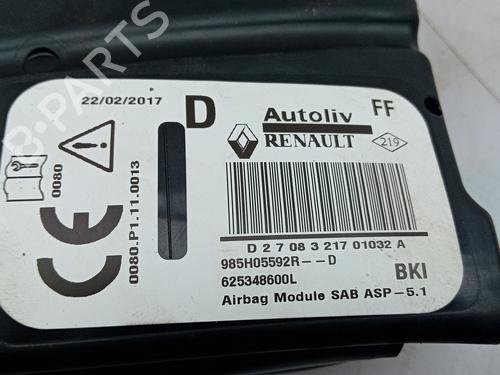 B-PARTS
22/02/2017
D
Autoliv
FF
RENAULT
219
0080
0080.P1.11.0013
CE
D 2 7 08 3 217 01032 A
985H05592R--D
625348600L
BKI
Airbag Module SAB ASP-5.1